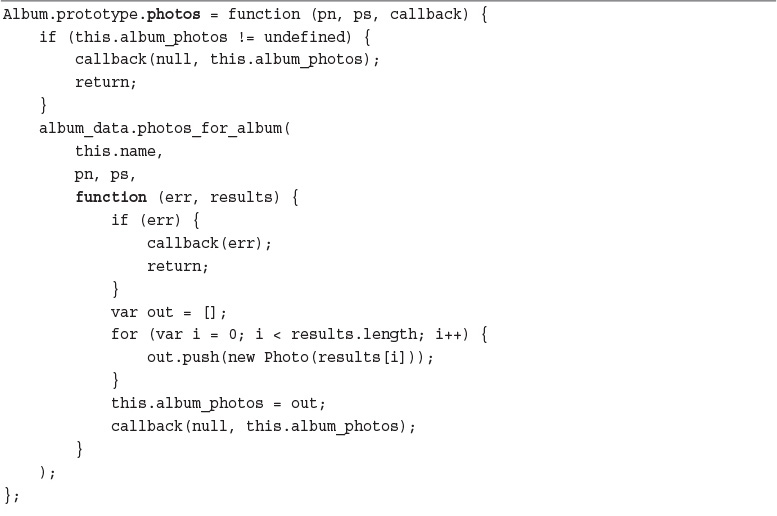 Album.prototype.photos = function (pn, ps, callback) {
    if (this.album_photos != undefined) {
        callback(null, this.album_photos);
        return;
    }
    album_data.photos_for_album(
        this.name,
        pn, ps,
        function (err, results) {
            if (err) {
                callback(err);
                return;
            }
            var out = [];
            for (var i = 0; i < results.length; i++) {
                out.push(new Photo(results[i]));
            }
            this.album_photos = out;
            callback(null, this.album_photos);
        }
    );
};